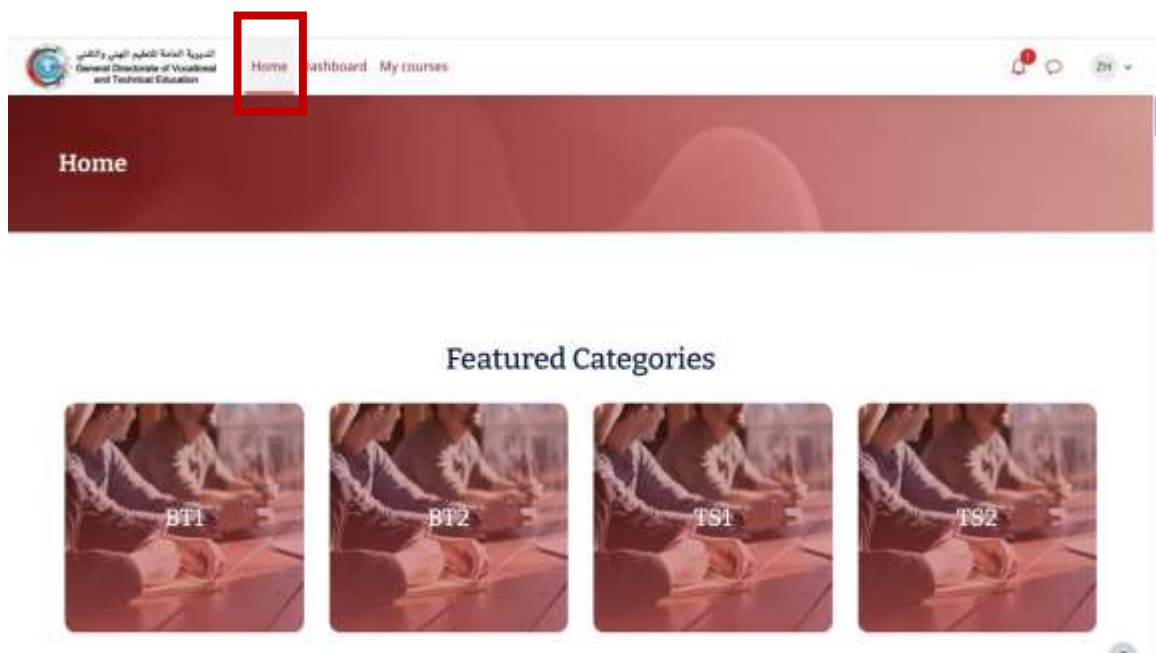 المديرية العامة للتعليم المهني والتقني
General Directorate of Vocational
and Technical Education
Home Dashboard My courses
ZH
Home
Featured Categories
BT1 BT2 TS1 TS2